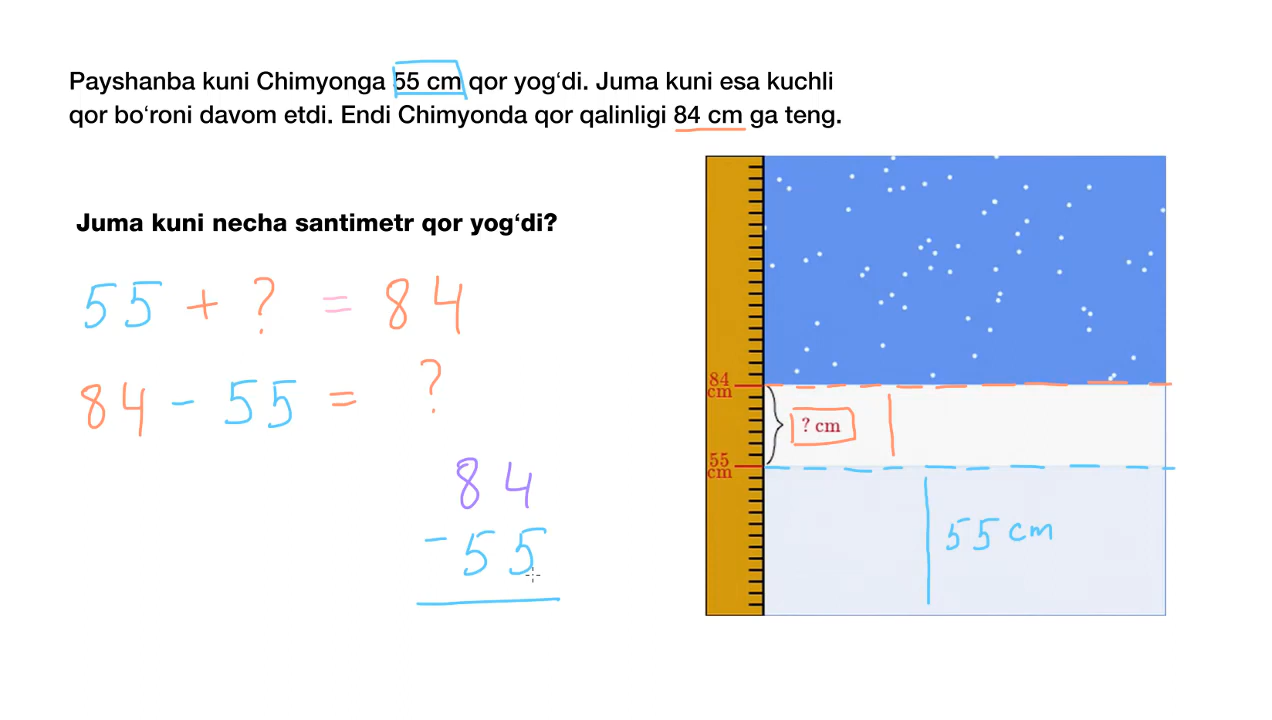 Payshanba kuni Chimyonga 55 cm qor yog‘di. Juma kuni esa kuchli
qor bo‘roni davom etdi. Endi Chimyonda qor qalinligi 84 cm ga teng.
Juma kuni necha santimetr qor yog‘di?
55 + ? = 84
84 - 55 = ?
84
- 55
84
cm
? cm
55
cm
55 cm